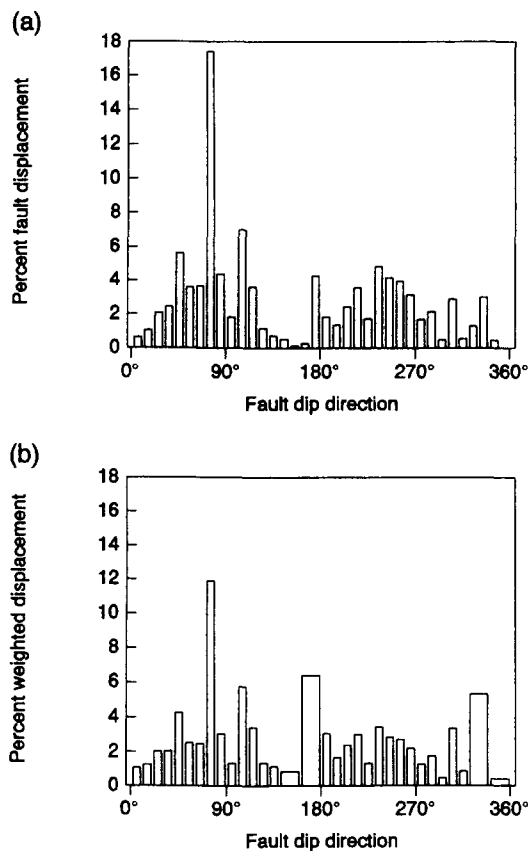 (a)
Percent fault displacement
18
16
14
12
10
8
6
4
2
0
0° 90° 180° 270° 360°
Fault dip direction
(b)
Percent weighted displacement
18
16
14
12
10
8
6
4
2
0
0° 90° 180° 270° 360°
Fault dip direction